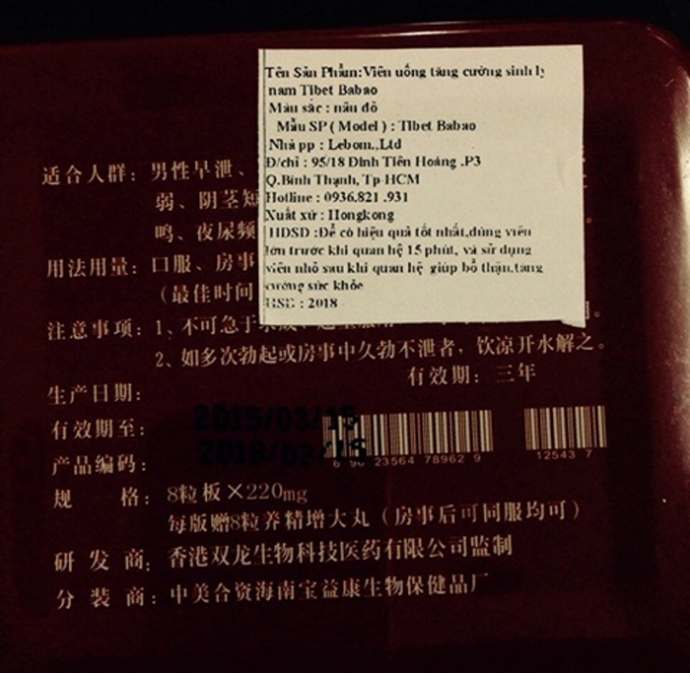 Tên Sản Phẩm:Viên uống tăng cường sinh lý
nam Tibet Babao
Màu sắc : nâu đỏ
Mẫu SP ( Model ) : Tibet Babao
Nhà pp : Lebom.,Ltd
Đ/chỉ : 95/18 Đinh Tiên Hoàng .P3
Q.Bình Thạnh, Tp HCM
Hotline : 0936.821 .931
Xuất xứ : Hongkong
HDSD :Để có hiệu quả tốt nhất,dùng viên
lớn trước khi quan hệ 15 phút, và sử dụng
viên nhỏ sau khi quan hệ giúp bổ thận,tăng
cường sức khỏe
HSD : 2018
适合人群：男性早泄、
弱、阴茎短
鸣、夜尿频
用法用量：口服、房事
（最佳时间
注意事项：1、不可急于
2、如多次勃起或房事中久勃不泄者，饮凉开水解之。
有效期：三年
生产日期：
2015/03/15
有效期至：
2018/02/15
产品编码：
6 90 23564 78962 9
12543 7
规 格：8粒板×220mg
每版赠8粒养精增大丸（房事后可同服均可）
研 发 商：香港双龙生物科技医药有限公司监制
分 装 商：中美合资海南宝益康生物保健品厂